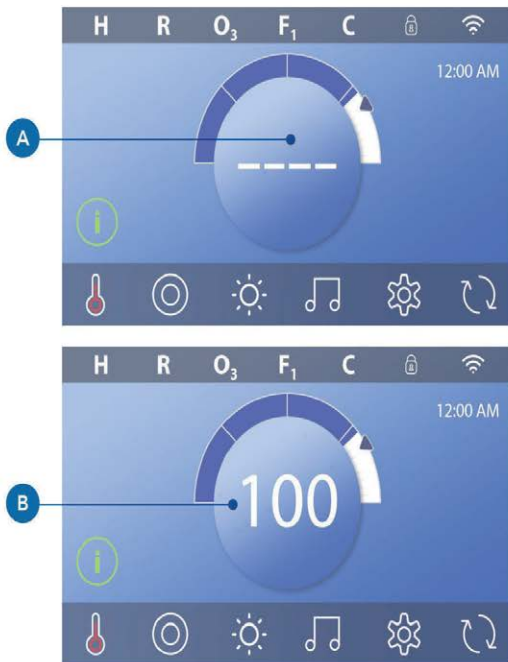 H R O₃ F₁ C
12:00 AM
A
– – – –
i
H R O₃ F₁ C
12:00 AM
B
100
i